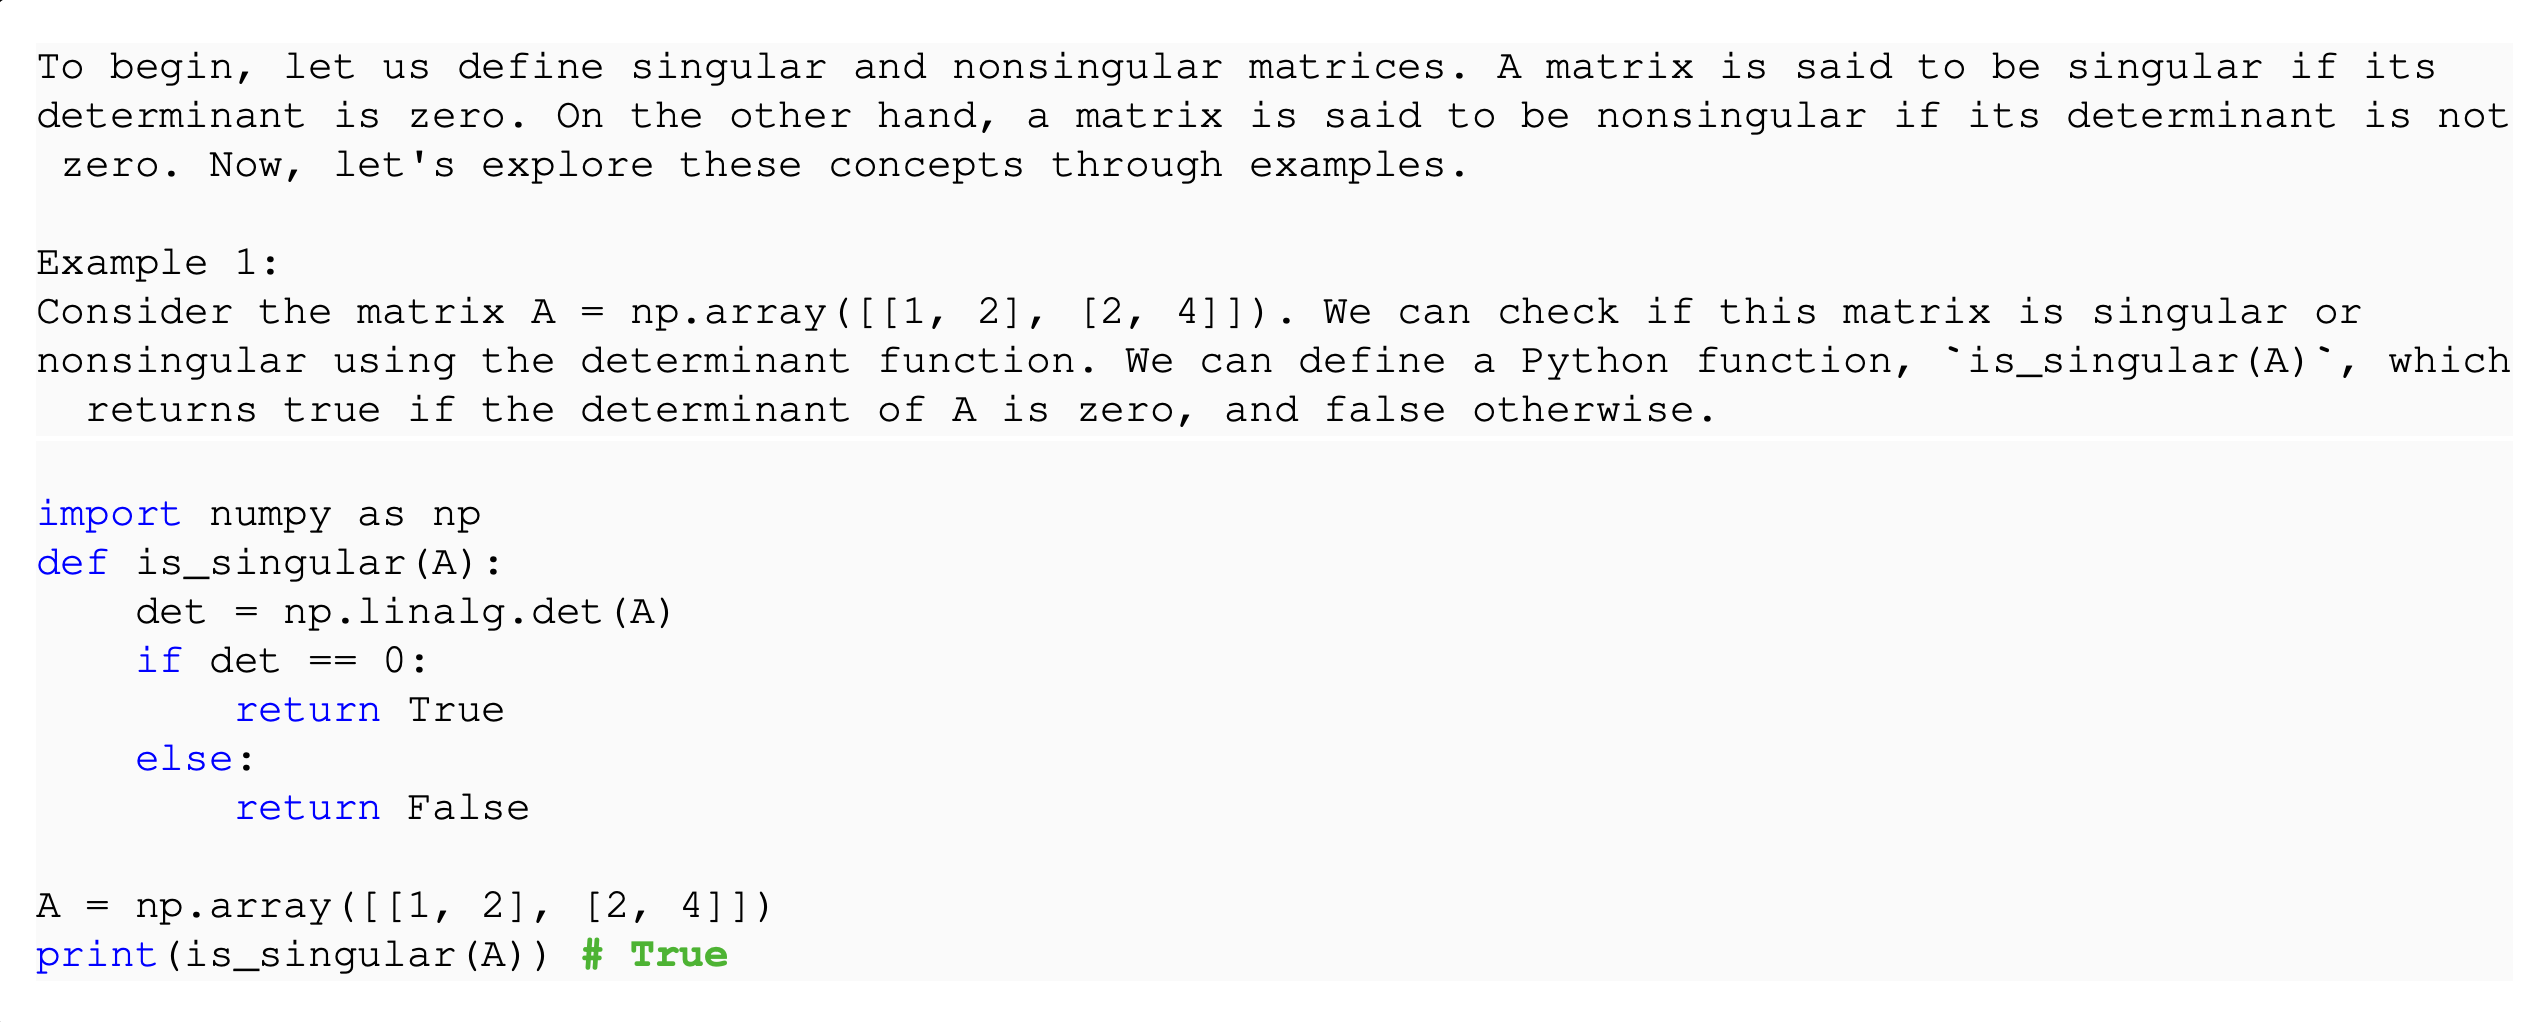 To begin, let us define singular and nonsingular matrices. A matrix is said to be singular if its
determinant is zero. On the other hand, a matrix is said to be nonsingular if its determinant is not
 zero. Now, let's explore these concepts through examples.

Example 1:
Consider the matrix A = np.array([[1, 2], [2, 4]]). We can check if this matrix is singular or
nonsingular using the determinant function. We can define a Python function, `is_singular(A)`, which
  returns true if the determinant of A is zero, and false otherwise.

import numpy as np
def is_singular(A):
    det = np.linalg.det(A)
    if det == 0:
        return True
    else:
        return False

A = np.array([[1, 2], [2, 4]])
print(is_singular(A)) # True